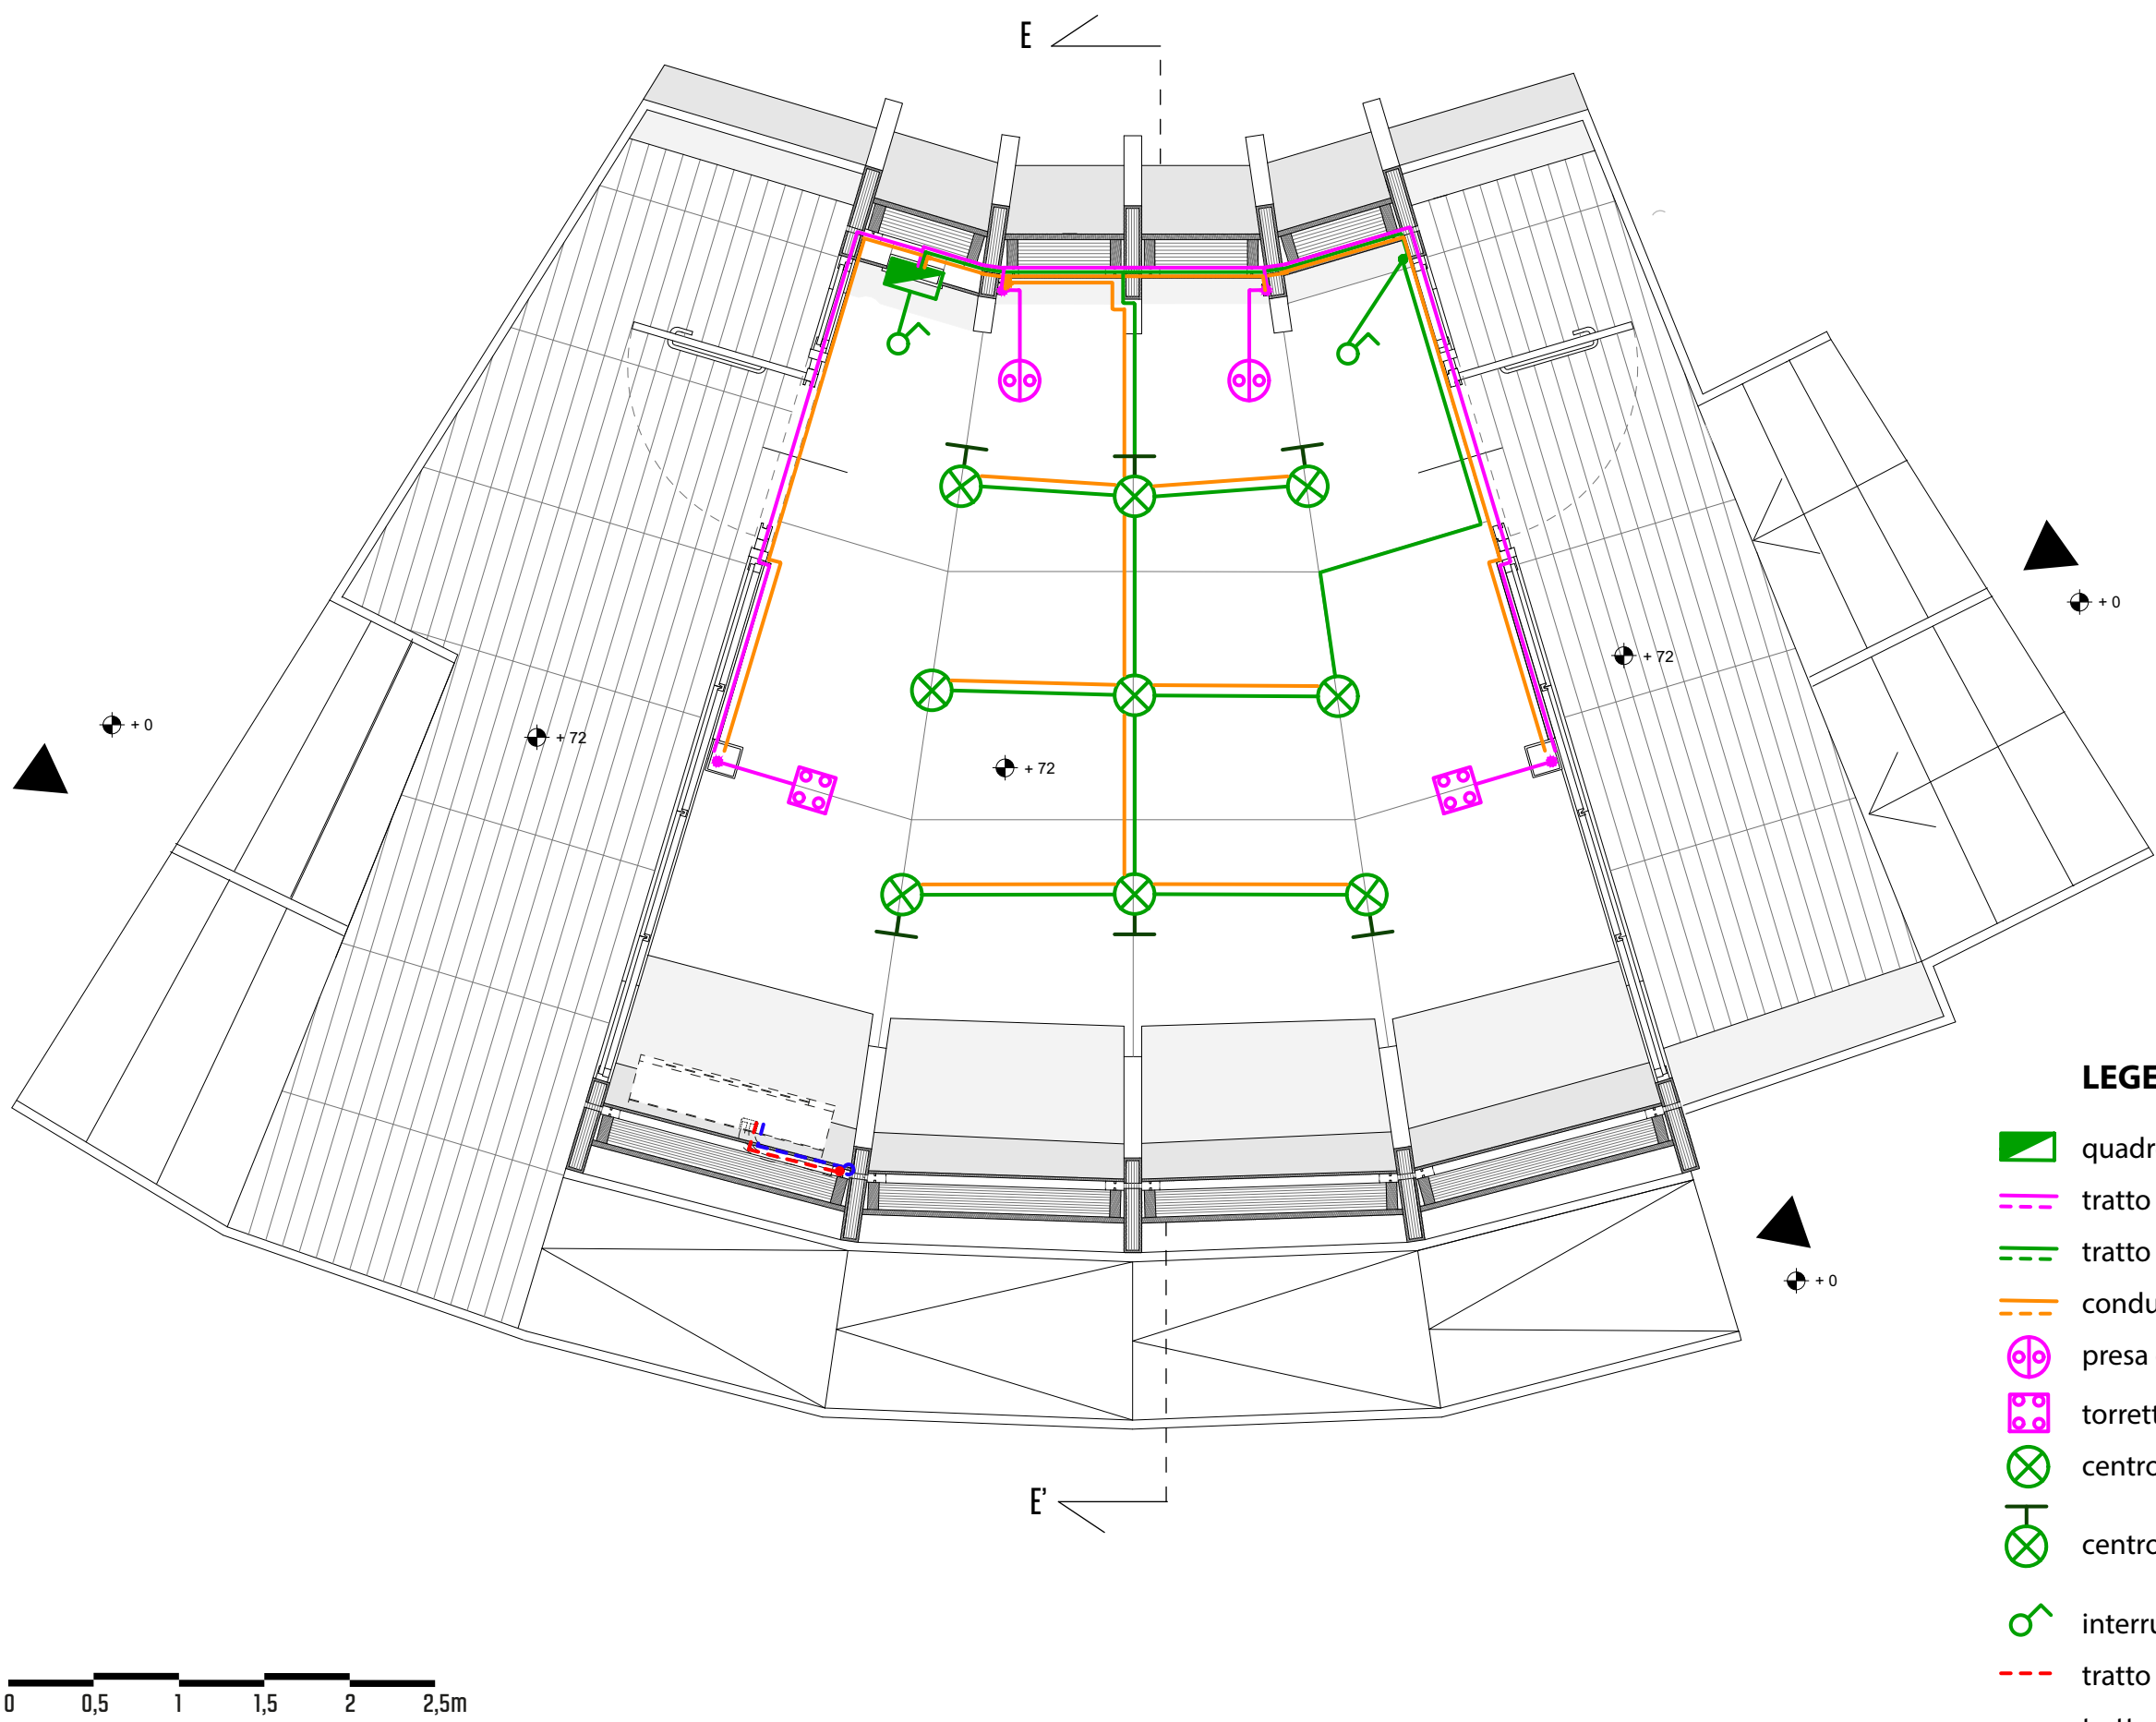 E
+ 0
+ 72
+ 0
+ 72
+ 72
+ 0
E’
0 0,5 1 1,5 2 2,5m
LEGE
quadr
tratto
tratto
condu
presa
torrett
centro
centro
interru
tratto